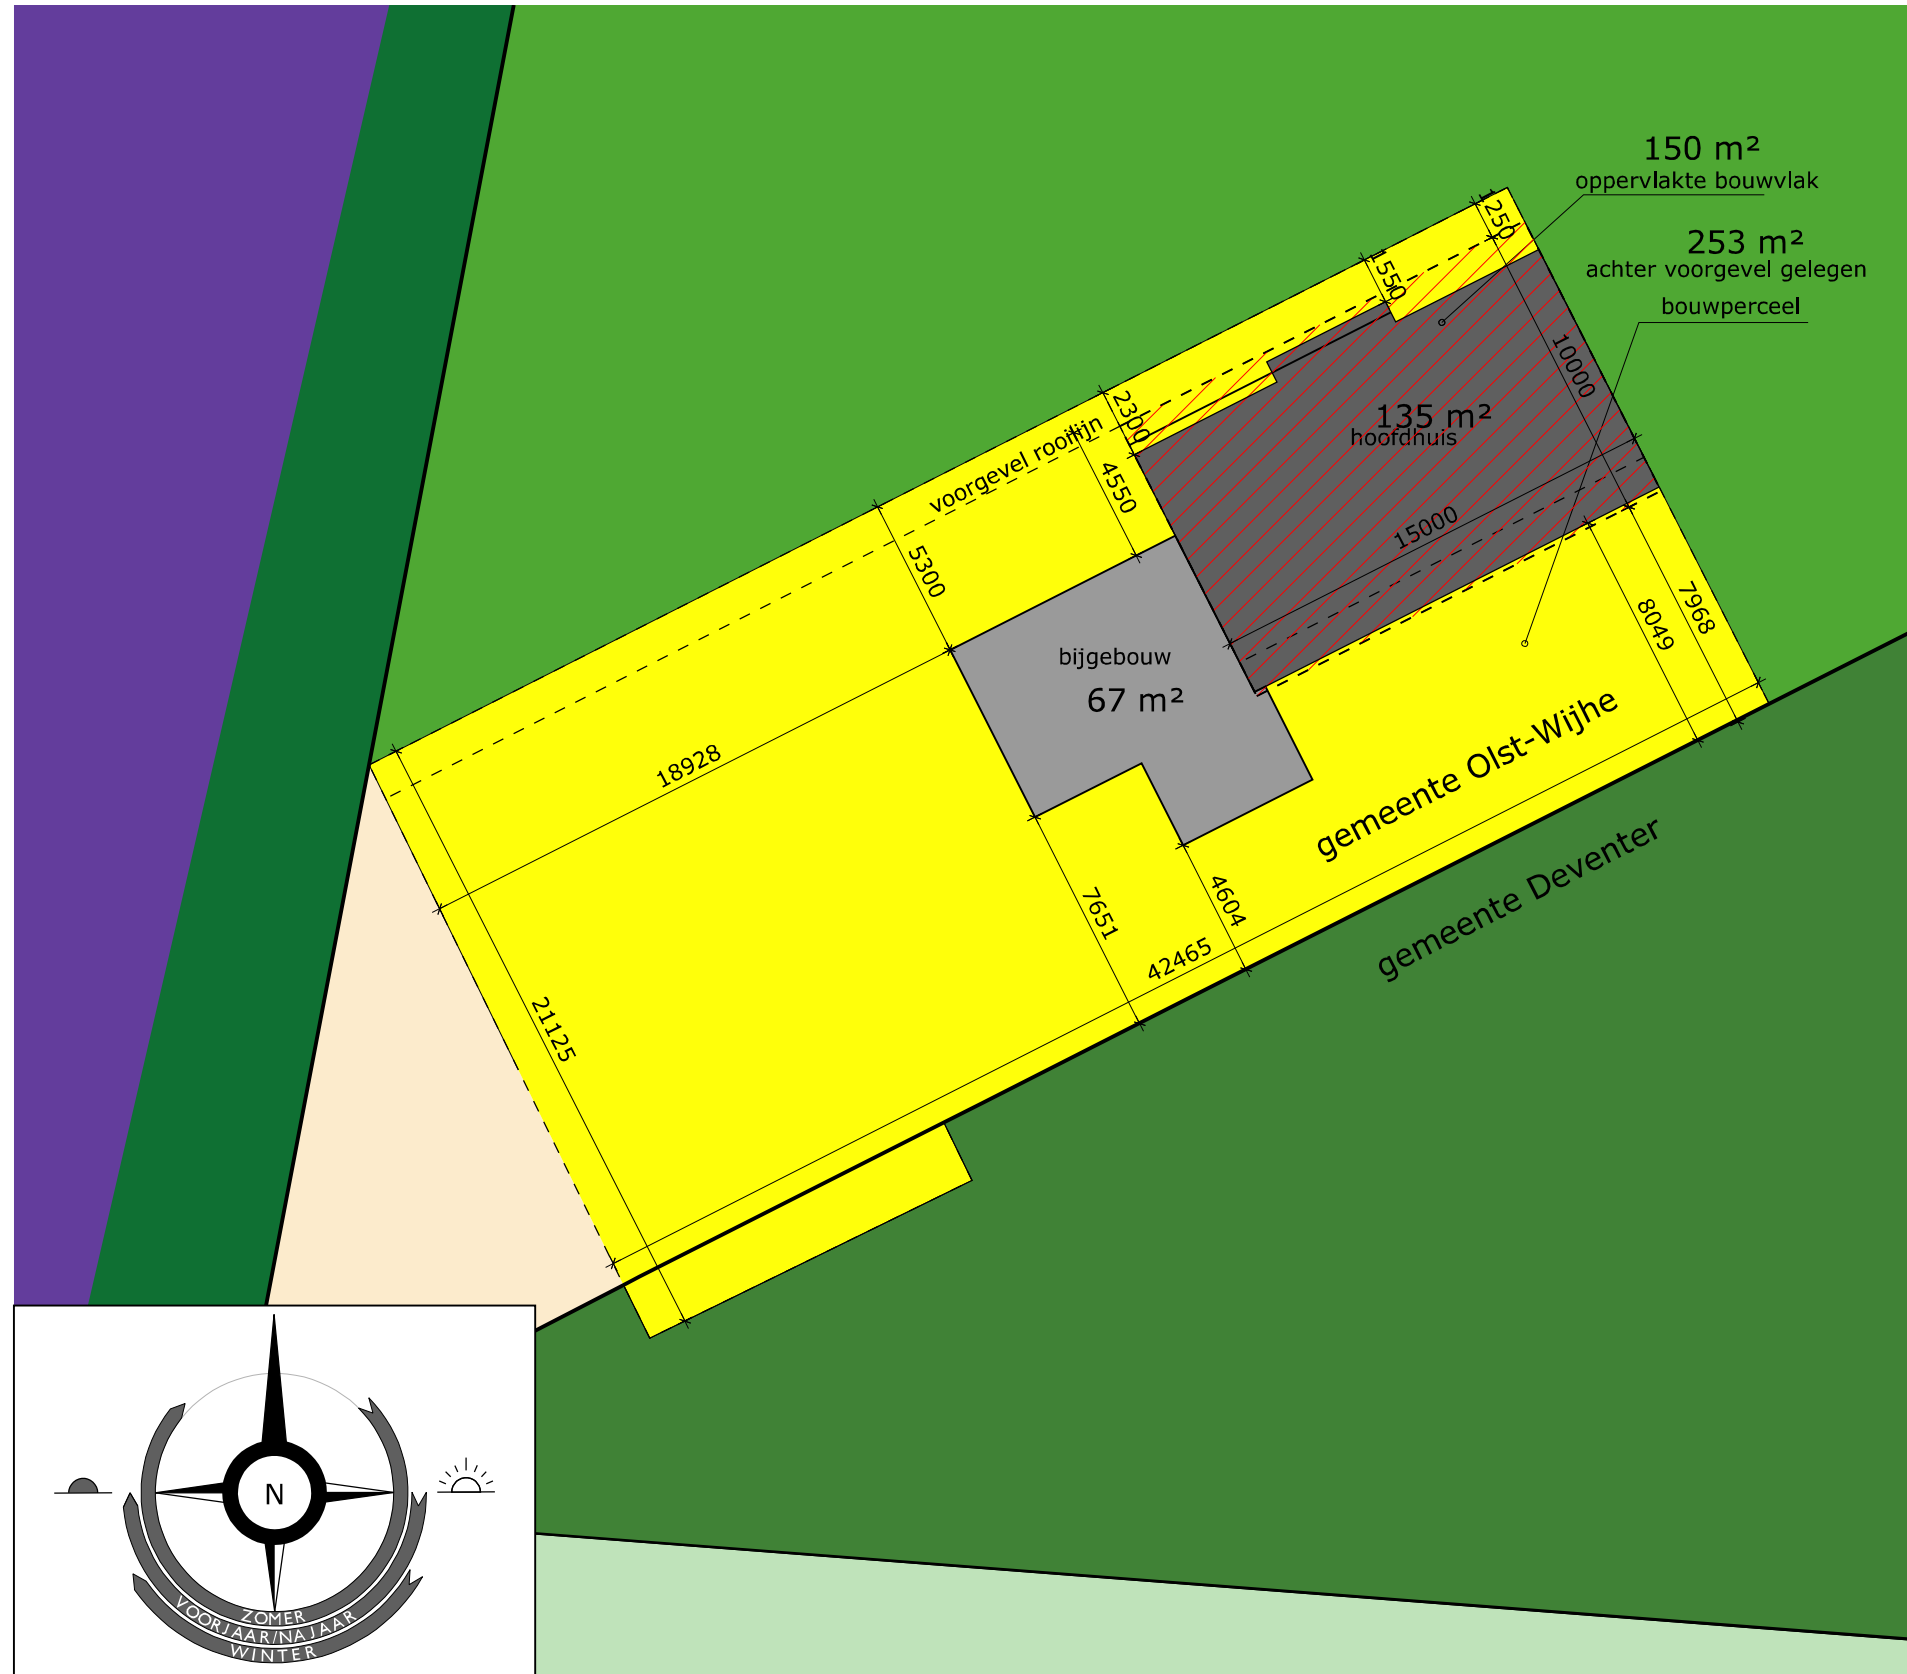 150 m²
oppervlakte bouwvlak
253 m²
achter voorgevel gelegen
bouwperceel
1250
1550
10000
2300
135 m²
hoofdhuis
voorgevel rooilijn
4550
15000
5300
7968
8049
bijgebouw
67 m²
18928
gemeente Olst-Wijhe
gemeente Deventer
7651
4604
42465
21125
N
ZOMER
VOORJAAR/NAJAAR
WINTER